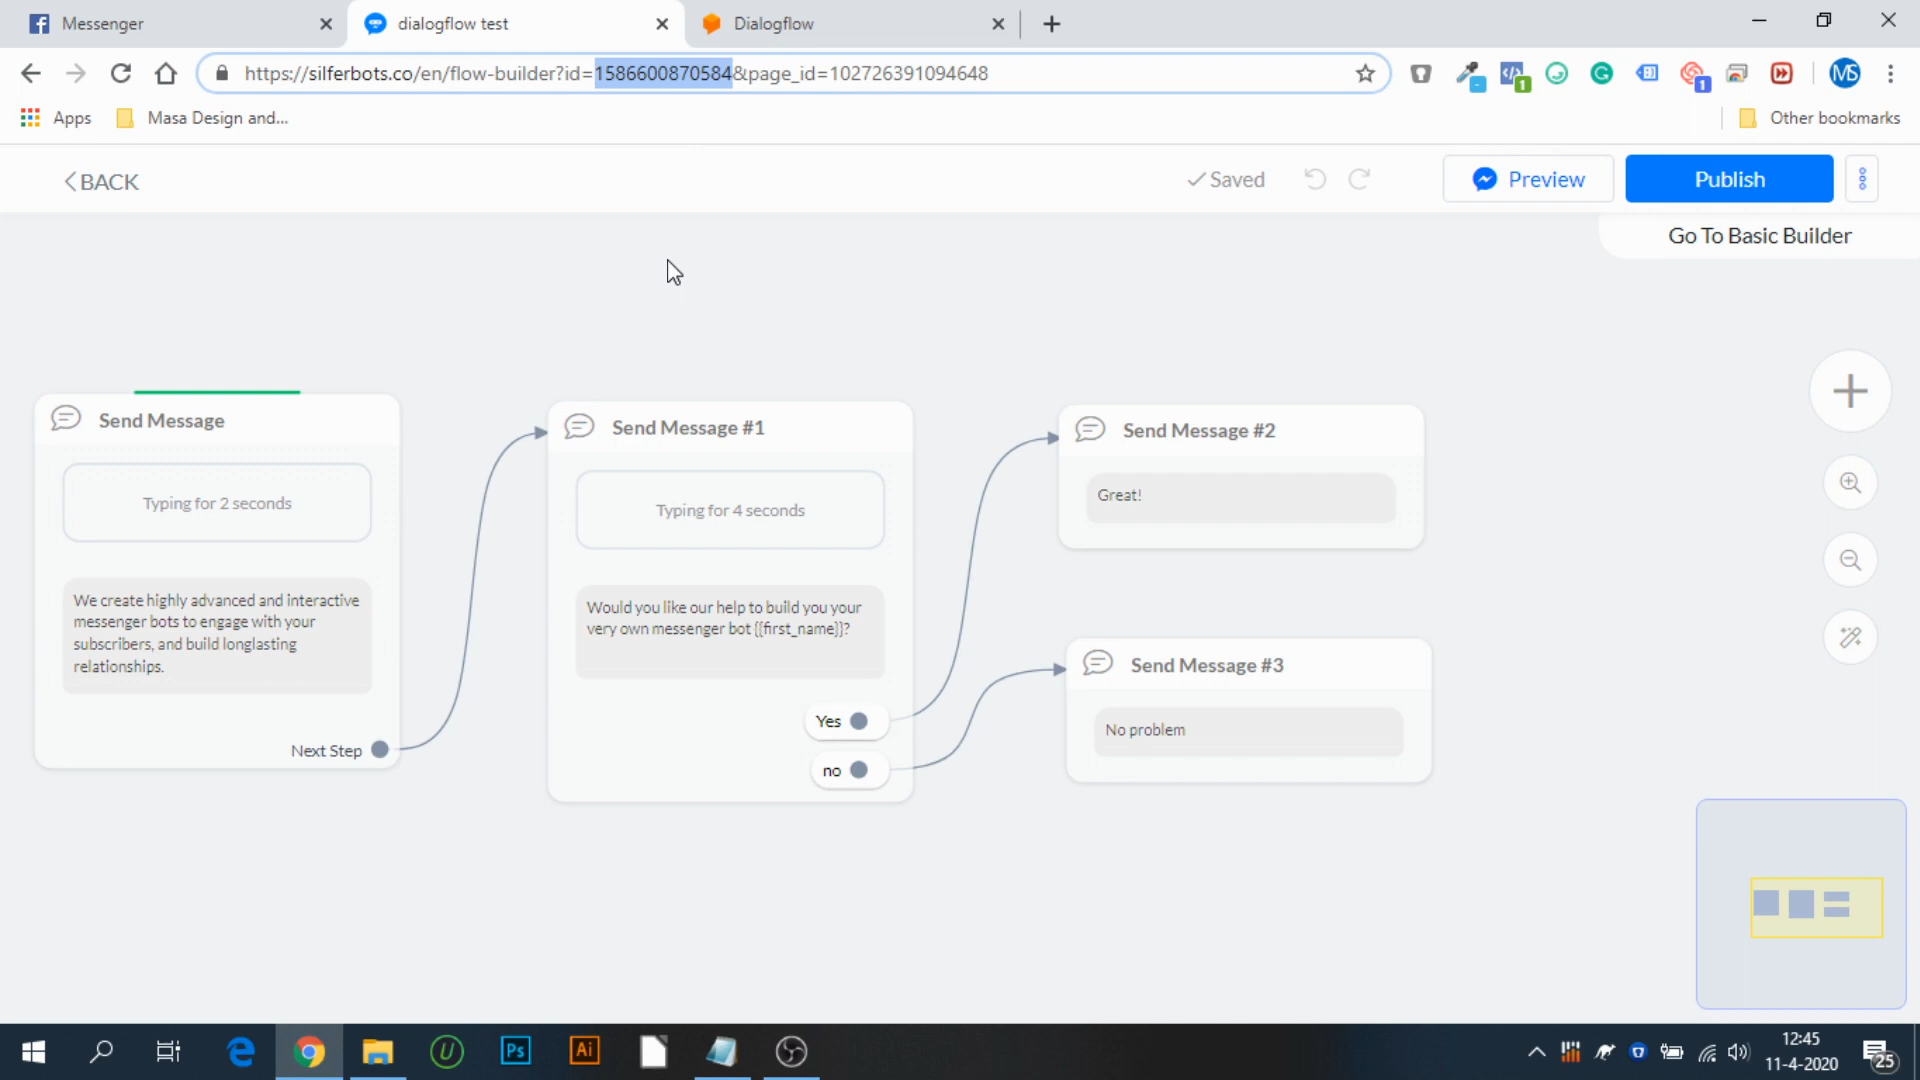 Messenger
dialogflow test
Dialogflow
https://silferbots.co/en/flow-builder?id=1586600870584&page_id=102726391094648
Apps
Masa Design and...
Other bookmarks
BACK
Saved
Preview
Publish
Go To Basic Builder
Send Message
Typing for 2 seconds
We create highly advanced and interactive
messenger bots to engage with your
subscribers, and build longlasting
relationships.
Next Step
Send Message #1
Typing for 4 seconds
Would you like our help to build you your
very own messenger bot {{first_name}}?
Yes
no
Send Message #2
Great!
Send Message #3
No problem
12:45
11-4-2020
25